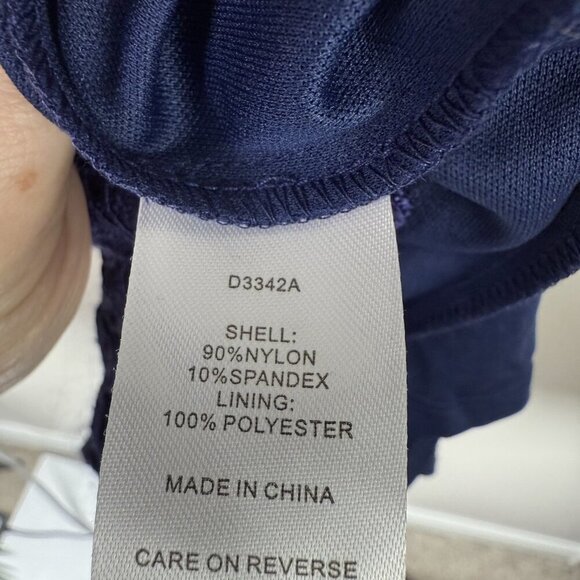 D3342A
SHELL:
90%NYLON
10%SPANDEX
LINING:
100% POLYESTER
MADE IN CHINA
CARE ON REVERSE